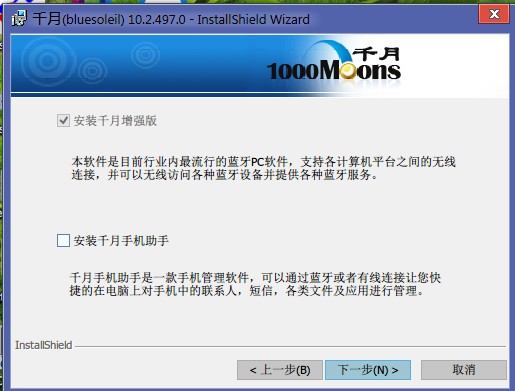 千月(bluesoleil) 10.2.497.0 - InstallShield Wizard
千月
1000Moons
安装千月增强版
本软件是目前行业内最流行的蓝牙PC软件，支持各计算机平台之间的无线
连接，并可以无线访问各种蓝牙设备并提供各种蓝牙服务。
安装千月手机助手
千月手机助手是一款手机管理软件，可以通过蓝牙或者有线连接让您快
捷的在电脑上对手机中的联系人，短信，各类文件及应用进行管理。
InstallShield
< 上一步(B)
下一步(N) >
取消